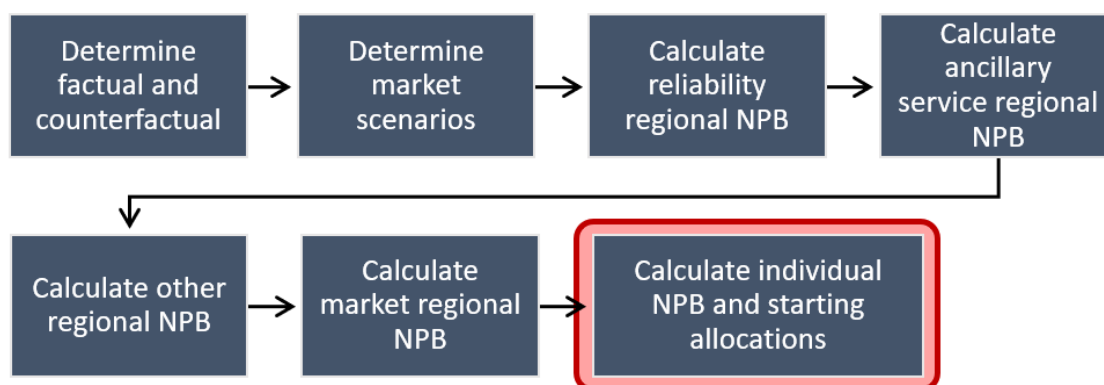 Determine
factual and
counterfactual
Determine
market
scenarios
Calculate
reliability
regional NPB
Calculate
ancillary
service regional
NPB
Calculate other
regional NPB
Calculate
market regional
NPB
Calculate individual
NPB and starting
allocations